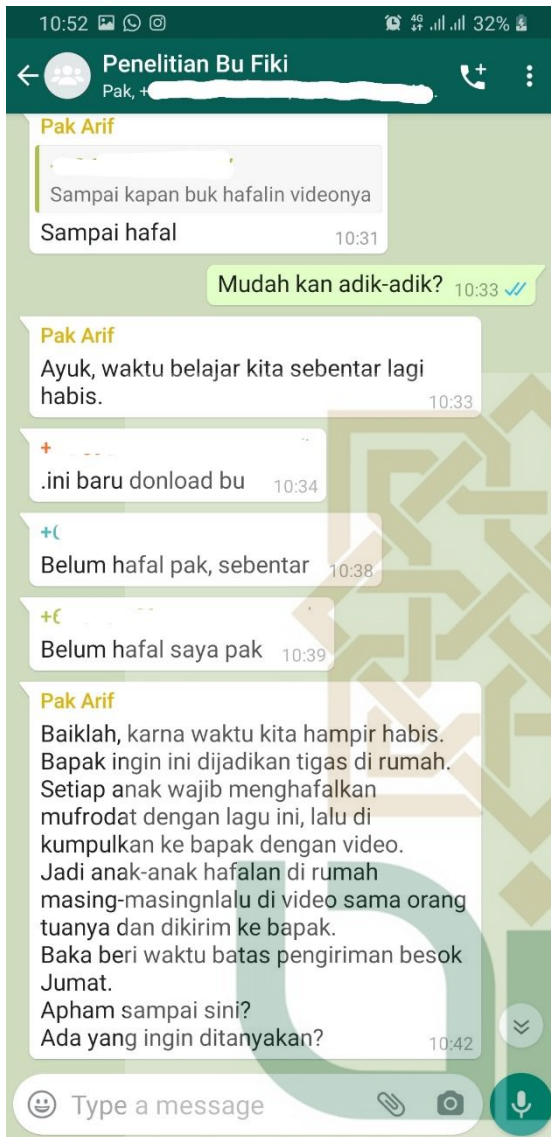 10:52 4G 32%
Penelitian Bu Fiki
Pak, +
Pak Arif
Sampai kapan buk hafalin videonya
Sampai hafal 10:31
Mudah kan adik-adik? 10:33
Pak Arif
Ayuk, waktu belajar kita sebentar lagi
habis. 10:33
+
.ini baru donload bu 10:34
+(
Belum hafal pak, sebentar 10:38
+6
Belum hafal saya pak 10:39
Pak Arif
Baiklah, karna waktu kita hampir habis.
Bapak ingin ini dijadikan tigas di rumah.
Setiap anak wajib menghafalkan
mufrodat dengan lagu ini, lalu di
kumpulkan ke bapak dengan video.
Jadi anak-anak hafalan di rumah
masing-masingnlalu di video sama orang
tuanya dan dikirim ke bapak.
Baka beri waktu batas pengiriman besok
Jumat.
Apham sampai sini?
Ada yang ingin ditanyakan? 10:42
Type a message